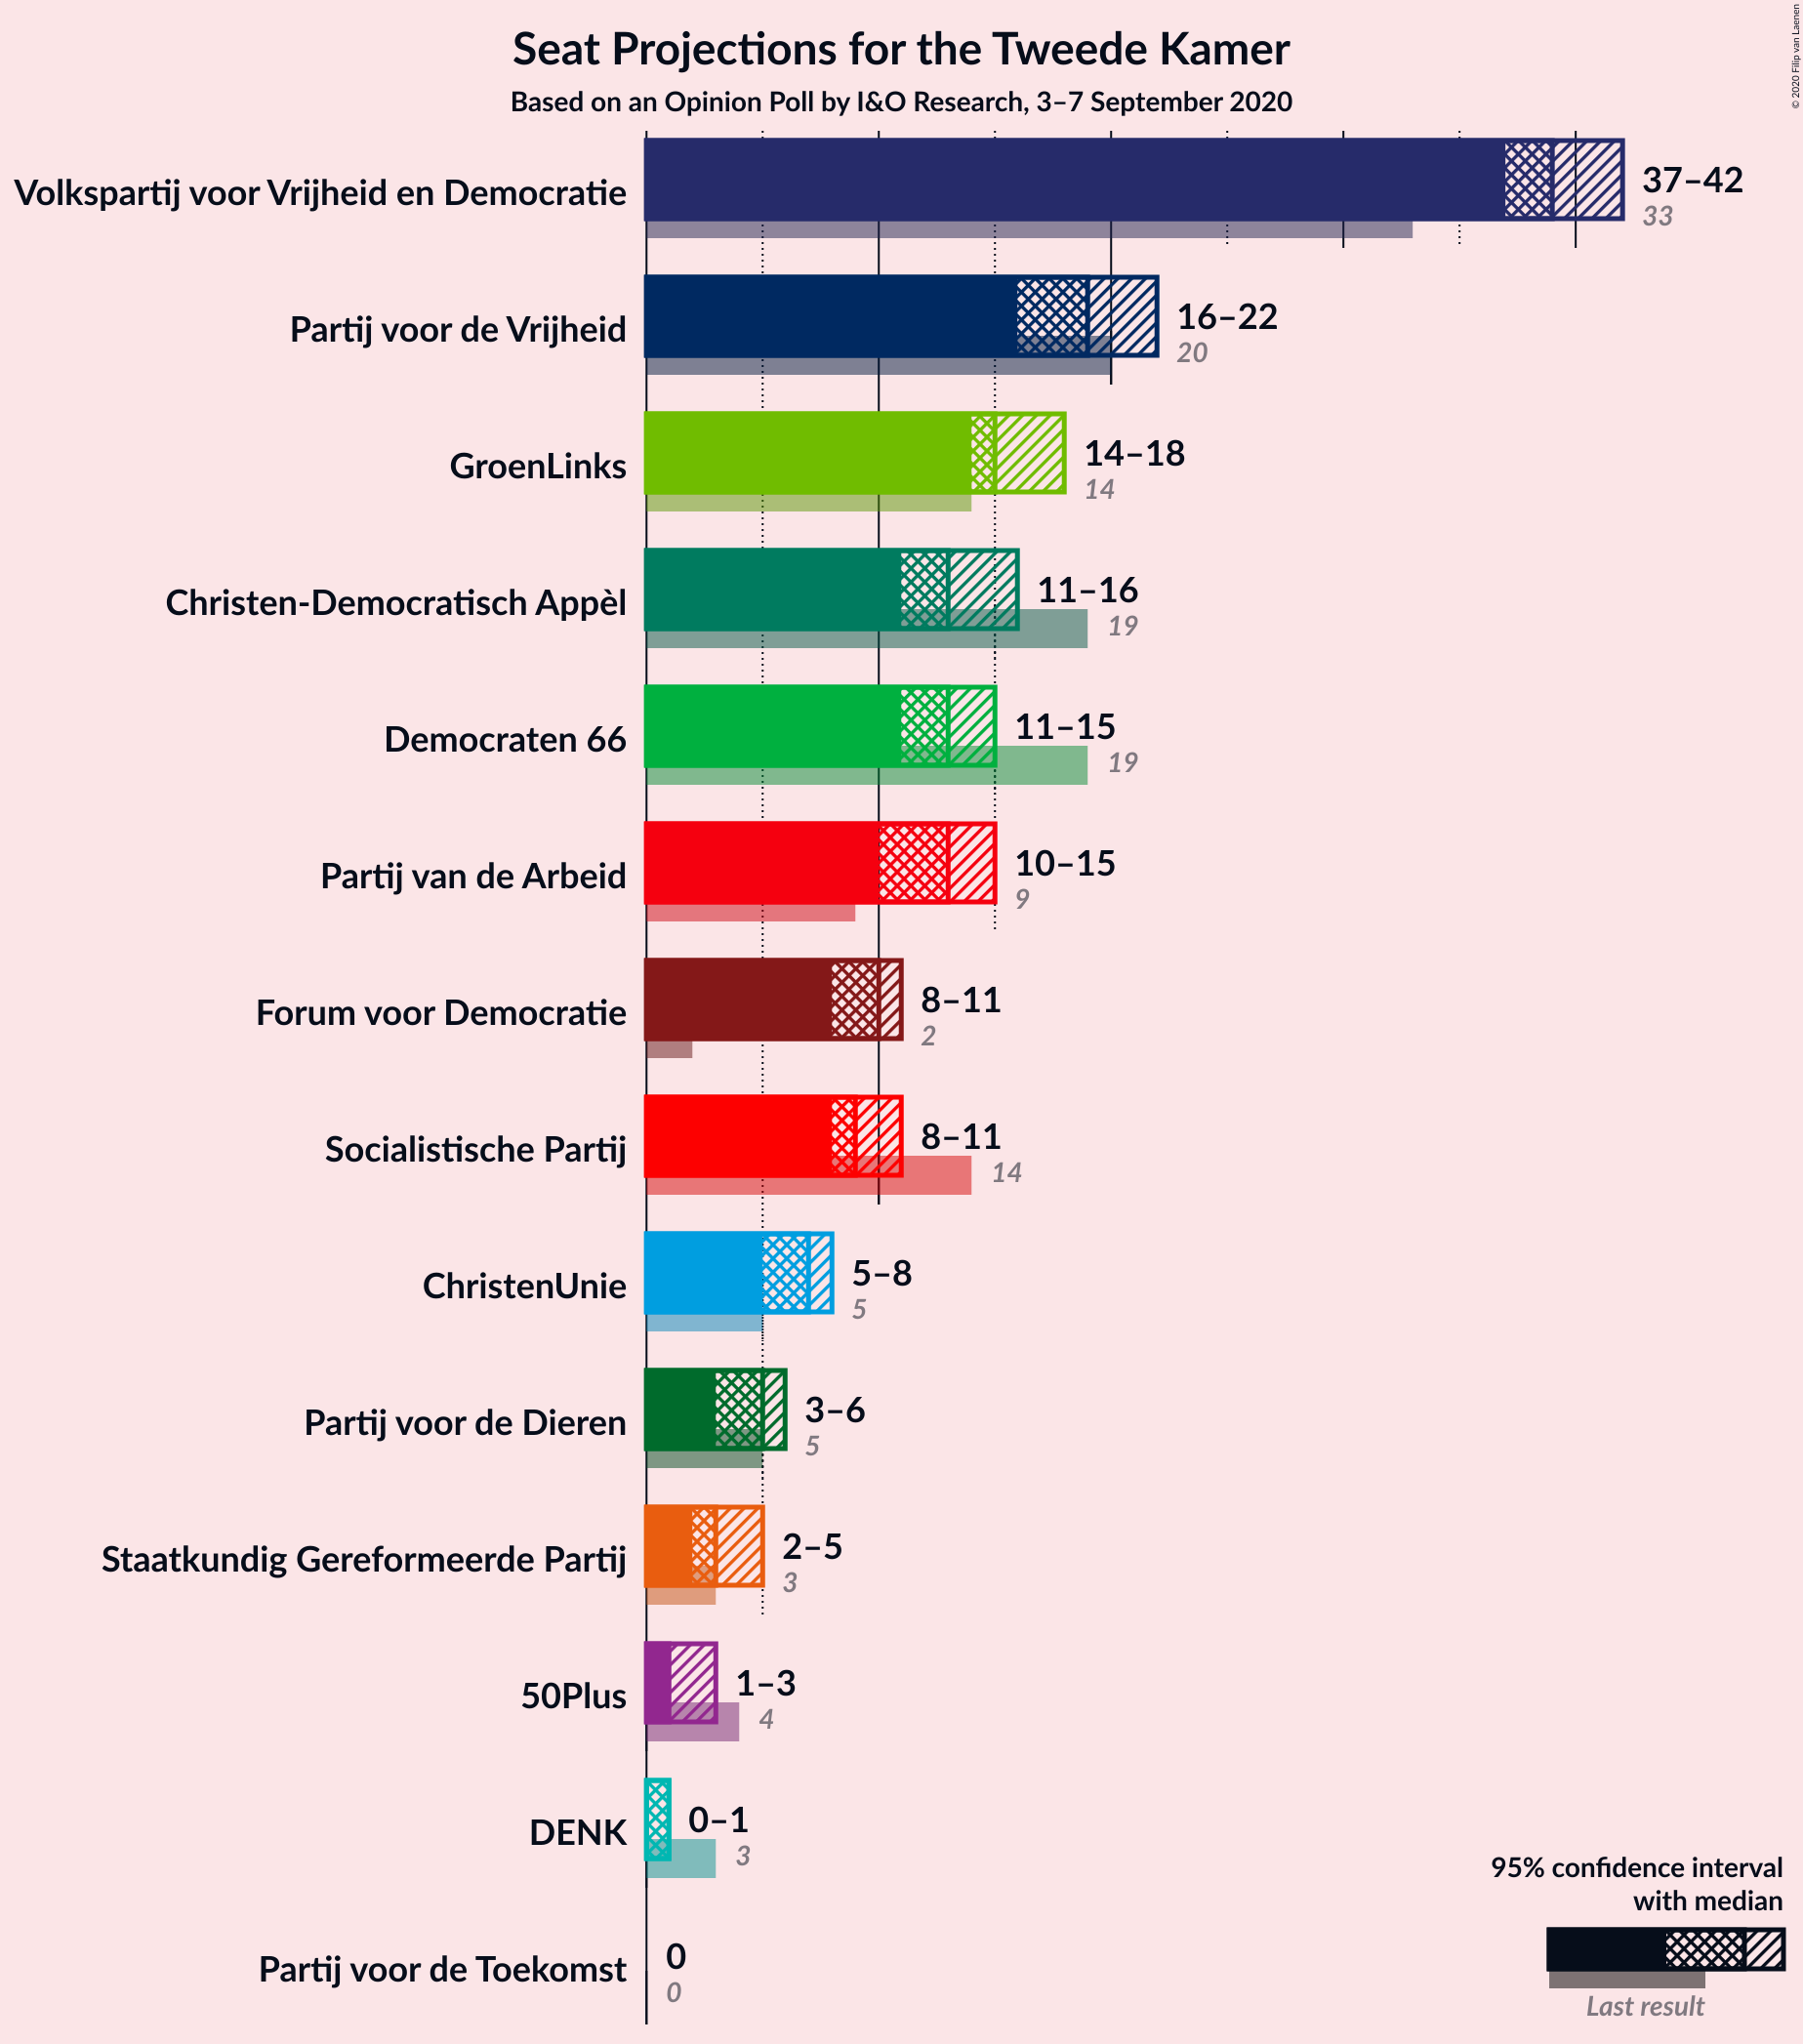 Seat Projections for the Tweede Kamer
Based on an Opinion Poll by I&O Research, 3–7 September 2020
© 2020 Filip van Laenen
Volkspartij voor Vrijheid en Democratie
37–42
33
Partij voor de Vrijheid
16–22
20
GroenLinks
14–18
14
Christen-Democratisch Appèl
11–16
19
Democraten 66
11–15
19
Partij van de Arbeid
10–15
9
Forum voor Democratie
8–11
2
Socialistische Partij
8–11
14
ChristenUnie
5–8
5
Partij voor de Dieren
3–6
5
Staatkundig Gereformeerde Partij
2–5
3
50Plus
1–3
4
DENK
0–1
3
Partij voor de Toekomst
0
0
95% confidence interval
with median
Last result